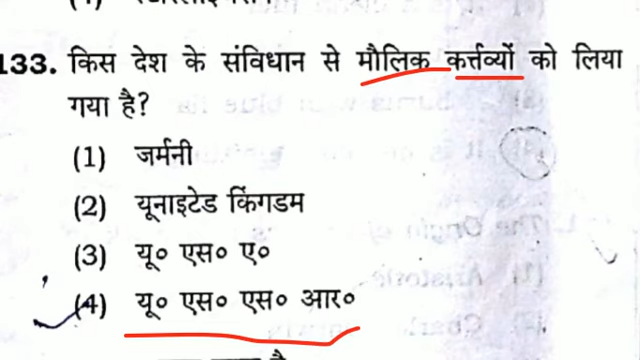 133. किस देश के संविधान से मौलिक कर्त्तव्यों को लिया
गया है?
(1) जर्मनी
(2) यूनाइटेड किंगडम
(3) यू० एस० ए०
(4) यू० एस० एस० आर०